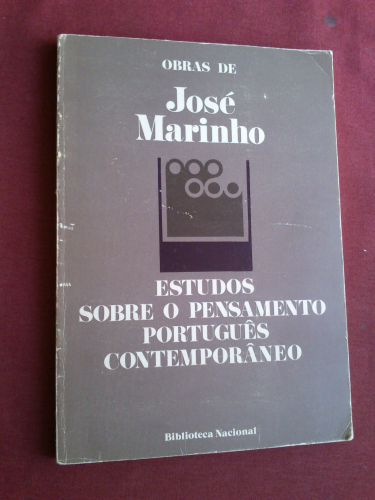 OBRAS DE
José
Marinho
ESTUDOS
SOBRE O PENSAMENTO
PORTUGUÊS
CONTEMPORÂNEO
Biblioteca Nacional